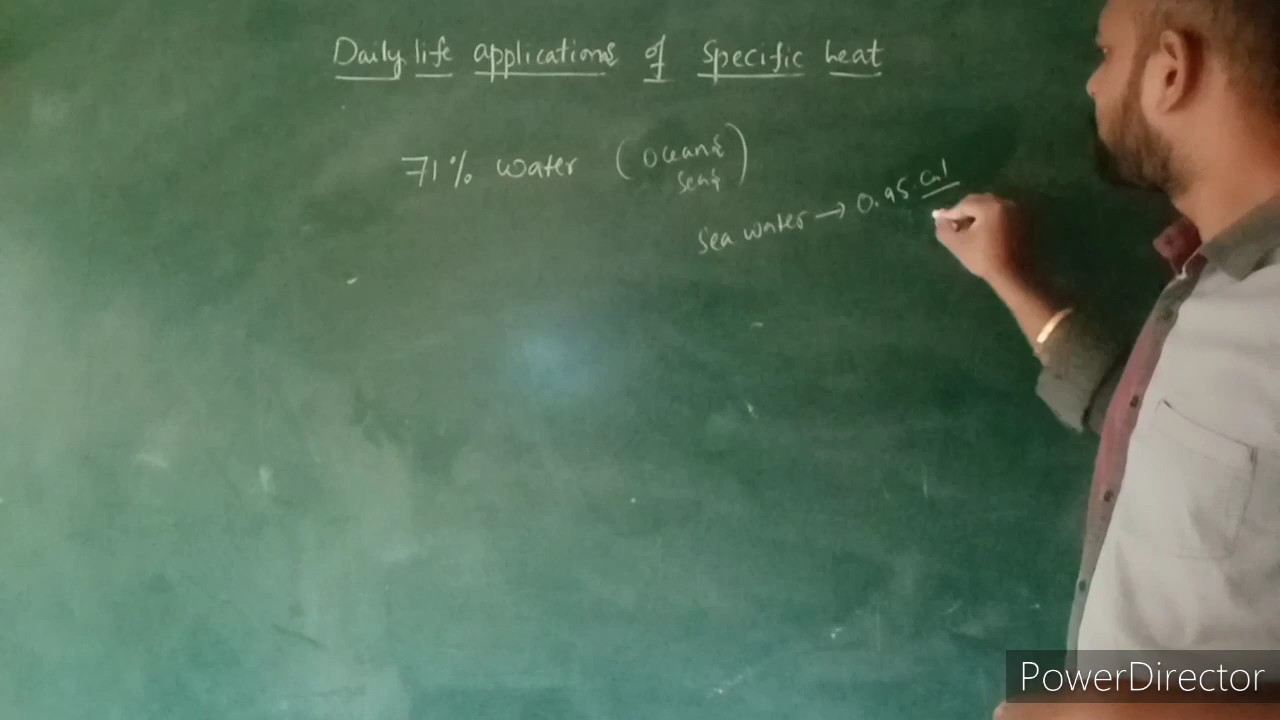 Daily life applications of specific heat
71% water (Oceans
seas)
sea water → 0.95 Cal
PowerDirector